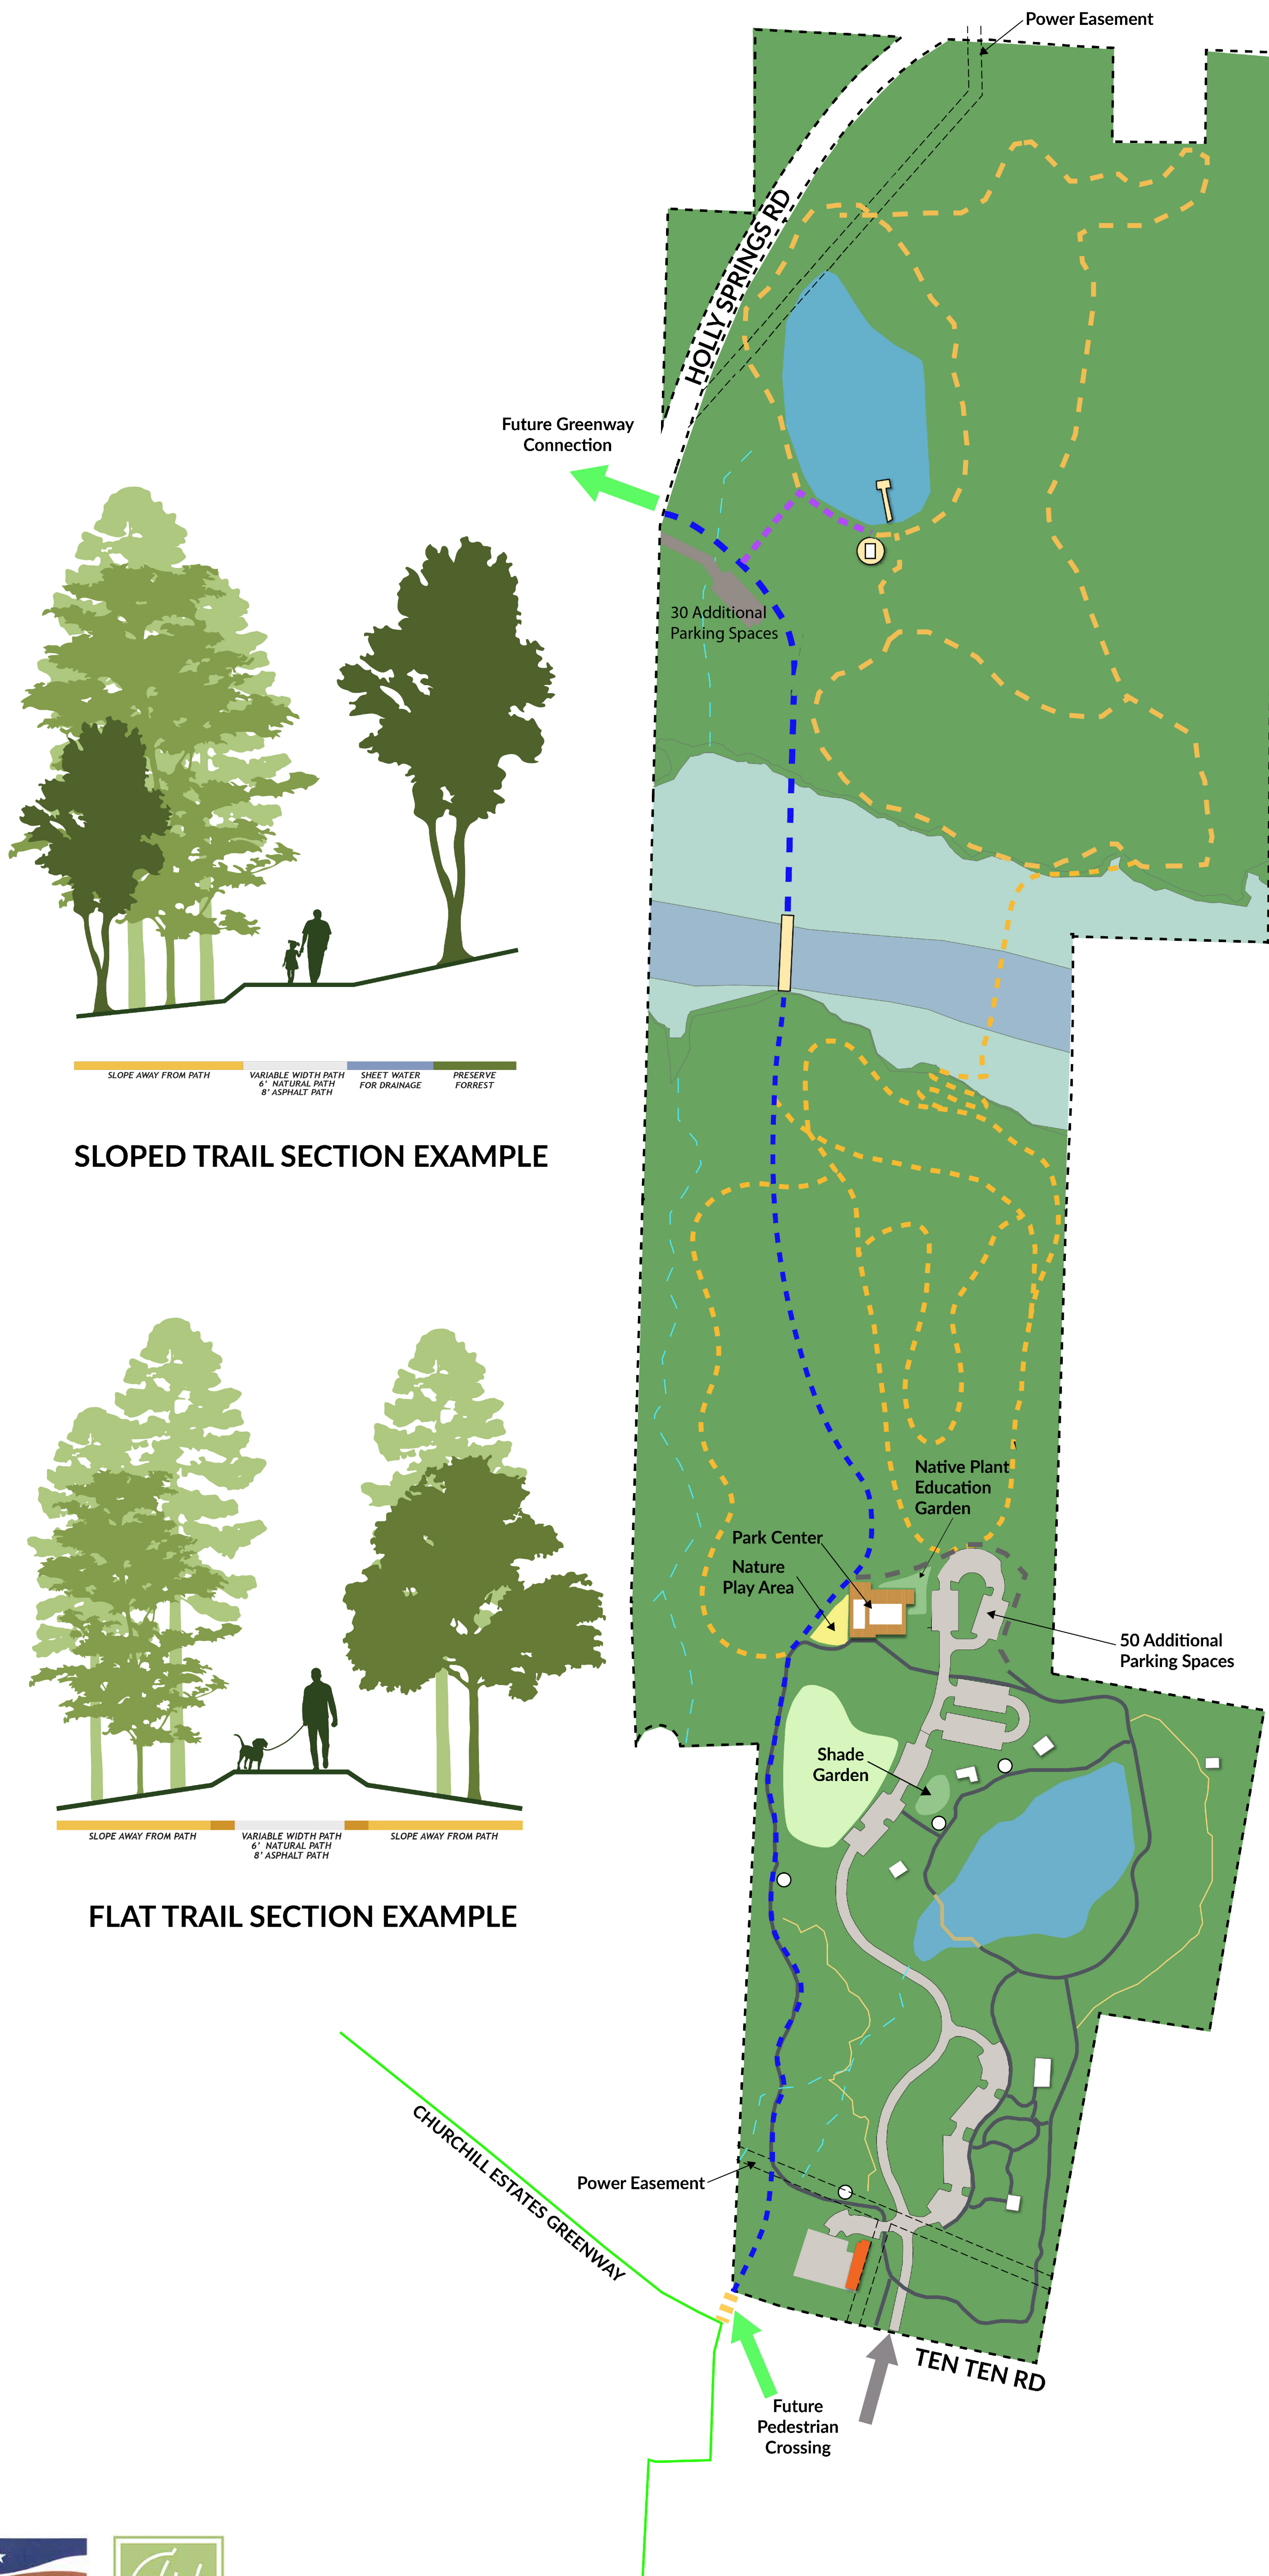 Power Easement
HOLLY SPRINGS RD
Future Greenway
Connection
30 Additional
Parking Spaces
SLOPE AWAY FROM PATH
VARIABLE WIDTH PATH
6' NATURAL PATH
8' ASPHALT PATH
SHEET WATER
FOR DRAINAGE
PRESERVE
FORREST
SLOPED TRAIL SECTION EXAMPLE
Native Plant
Education
Garden
Park Center
Nature
Play Area
50 Additional
Parking Spaces
Shade
Garden
SLOPE AWAY FROM PATH
VARIABLE WIDTH PATH
6' NATURAL PATH
8' ASPHALT PATH
SLOPE AWAY FROM PATH
FLAT TRAIL SECTION EXAMPLE
CHURCHILL ESTATES GREENWAY
Power Easement
TEN TEN RD
Future
Pedestrian
Crossing